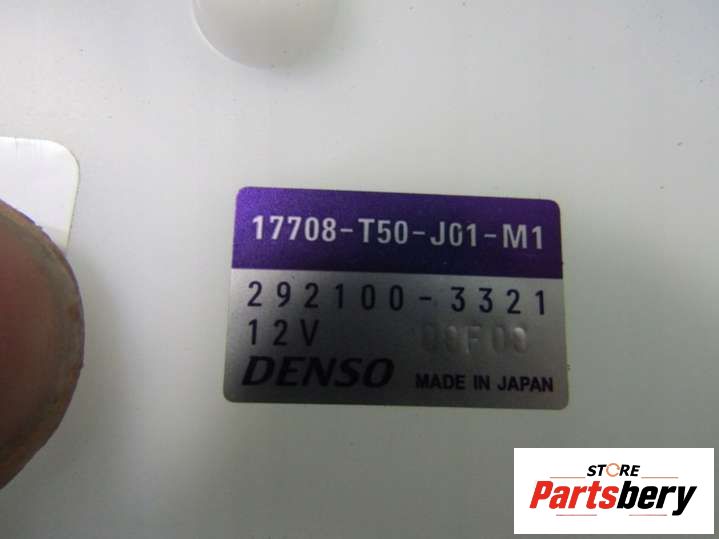 17708-T50-J01-M1
292100-3321
12V
DENSO MADE IN JAPAN
STORE
Partsbery